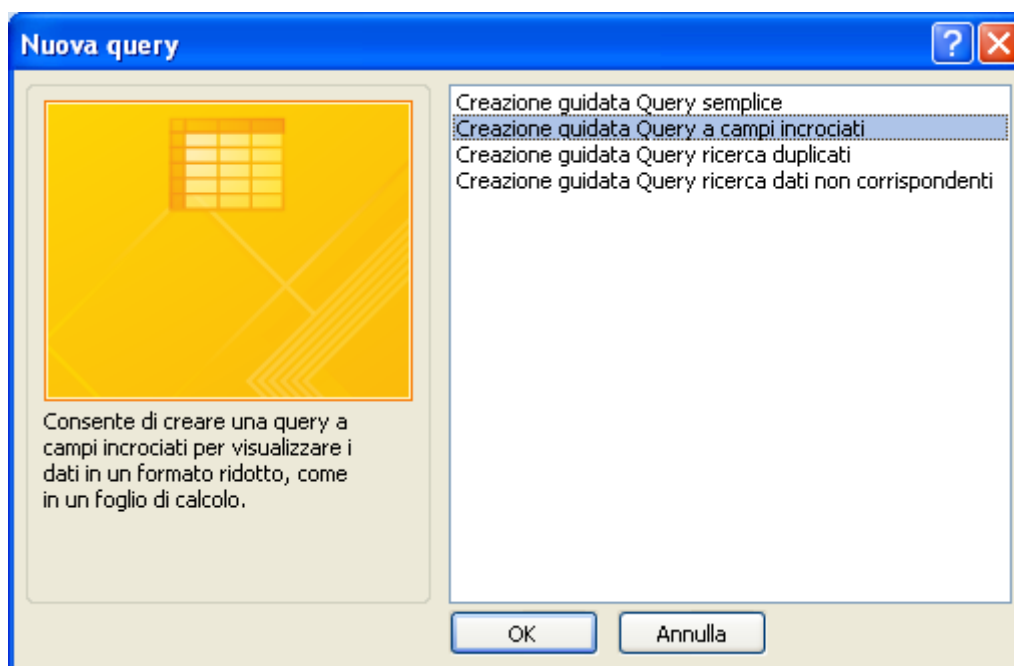 Nuova query
Creazione guidata Query semplice
Creazione guidata Query a campi incrociati
Creazione guidata Query ricerca duplicati
Creazione guidata Query ricerca dati non corrispondenti
Consente di creare una query a
campi incrociati per visualizzare i
dati in un formato ridotto, come
in un foglio di calcolo.
OK
Annulla